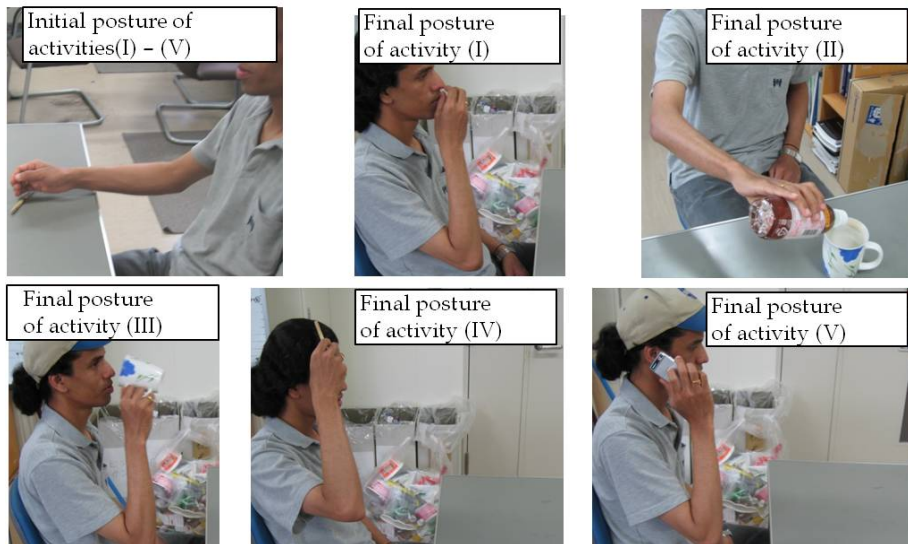 Initial posture of
activities(I) – (V)
Final posture
of activity (I)
Final posture
of activity (II)
Final posture
of activity (III)
Final posture
of activity (IV)
Final posture
of activity (V)